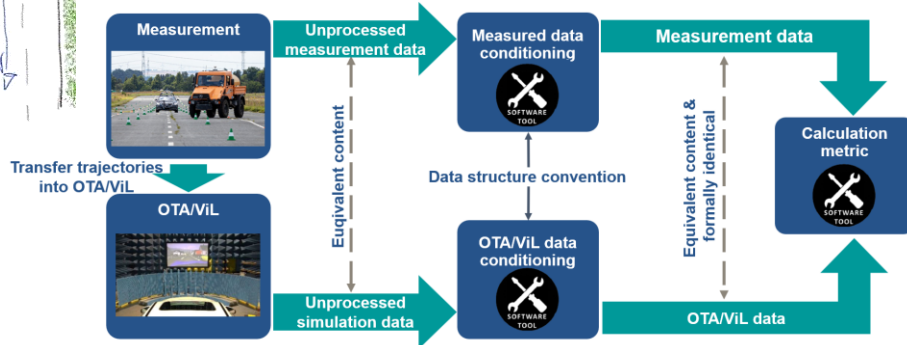 Measurement
Unprocessed
measurement data
Measured data
conditioning
SOFTWARE
TOOL
Measurement data
Transfer trajectories
into OTA/ViL
Euqivalent content
Data structure convention
Equivalent content &
formally identical
Calculation
metric
SOFTWARE
TOOL
OTA/ViL
Unprocessed
simulation data
OTA/ViL data
conditioning
SOFTWARE
TOOL
OTA/ViL data